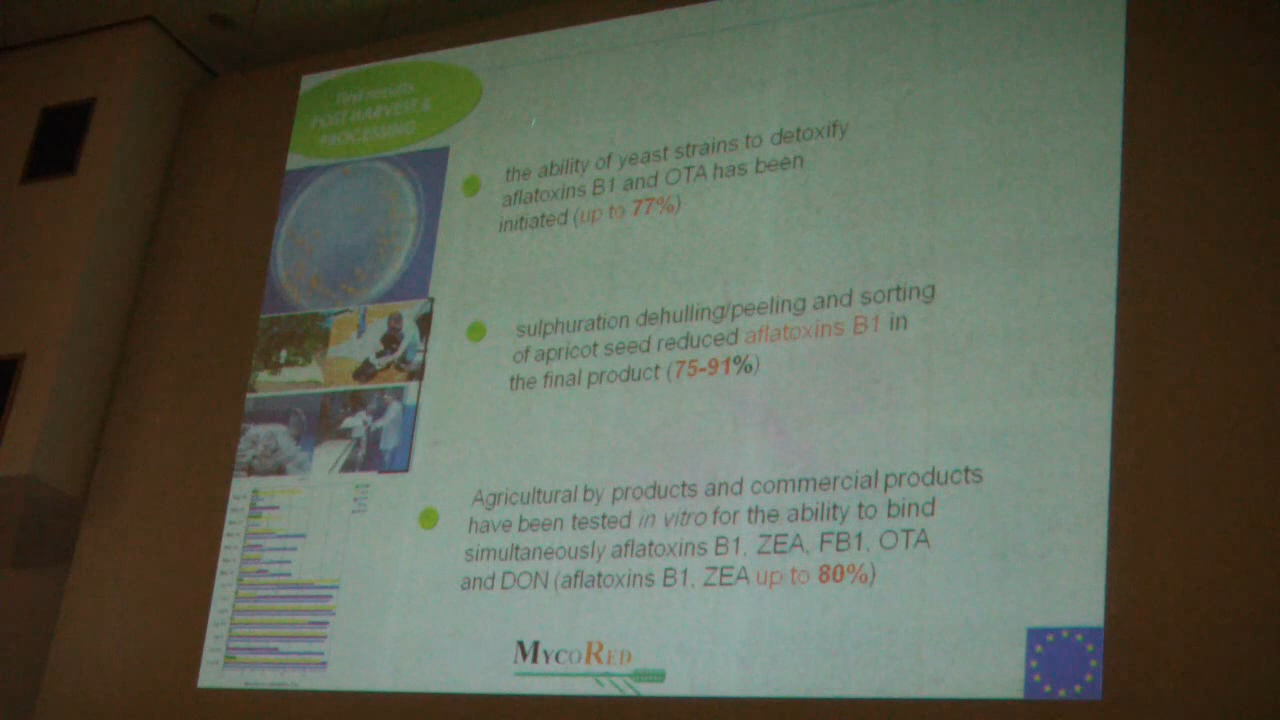 First results
POST-HARVEST &
PROCESSING
the ability of yeast strains to detoxify
aflatoxins B1 and OTA has been
initiated (up to 77%)
sulphuration dehulling/peeling and sorting
of apricot seed reduced aflatoxins B1 in
the final product (75-91%)
Agricultural by products and commercial products
have been tested in vitro for the ability to bind
simultaneously aflatoxins B1, ZEA, FB1, OTA
and DON (aflatoxins B1, ZEA up to 80%)
MYCORED